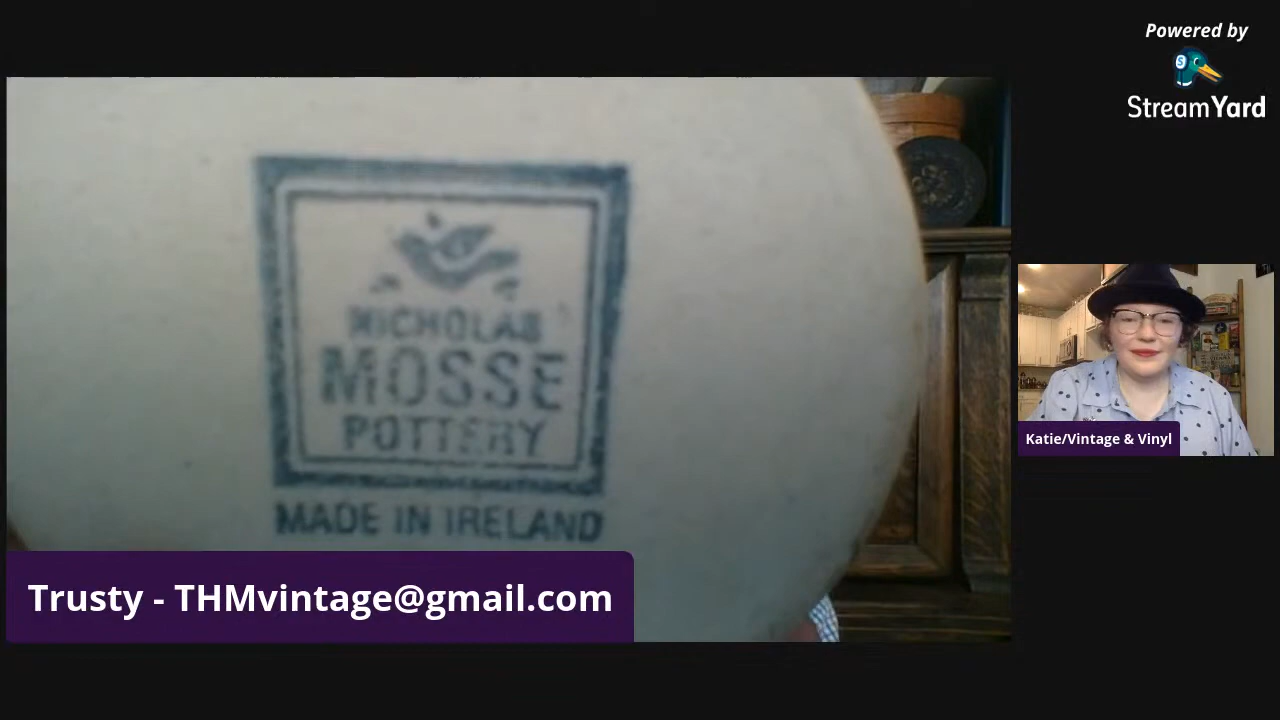 Powered by
StreamYard
NICHOLAS
MOSSE
POTTERY
MADE IN IRELAND
Katie/Vintage & Vinyl
Trusty - THMvintage@gmail.com